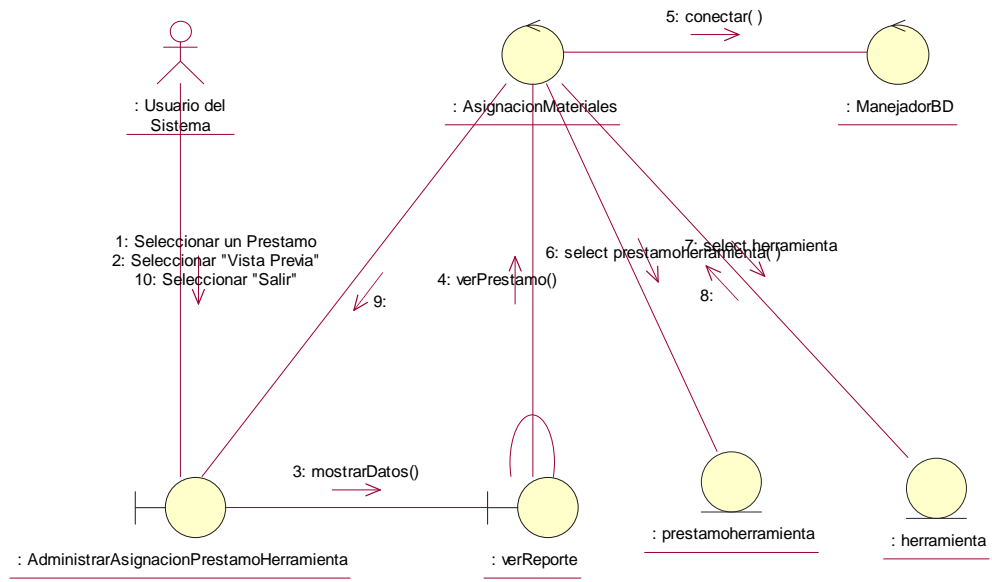 5: conectar( )
: Usuario del
Sistema
: AsignacionMateriales
: ManejadorBD
1: Seleccionar un Prestamo
2: Seleccionar "Vista Previa"
10: Seleccionar "Salir"
6: select prestamoherramienta( )
7: select herramienta
4: verPrestamo()
9:
8:
3: mostrarDatos()
: AdministrarAsignacionPrestamoHerramienta
: verReporte
: prestamoherramienta
: herramienta